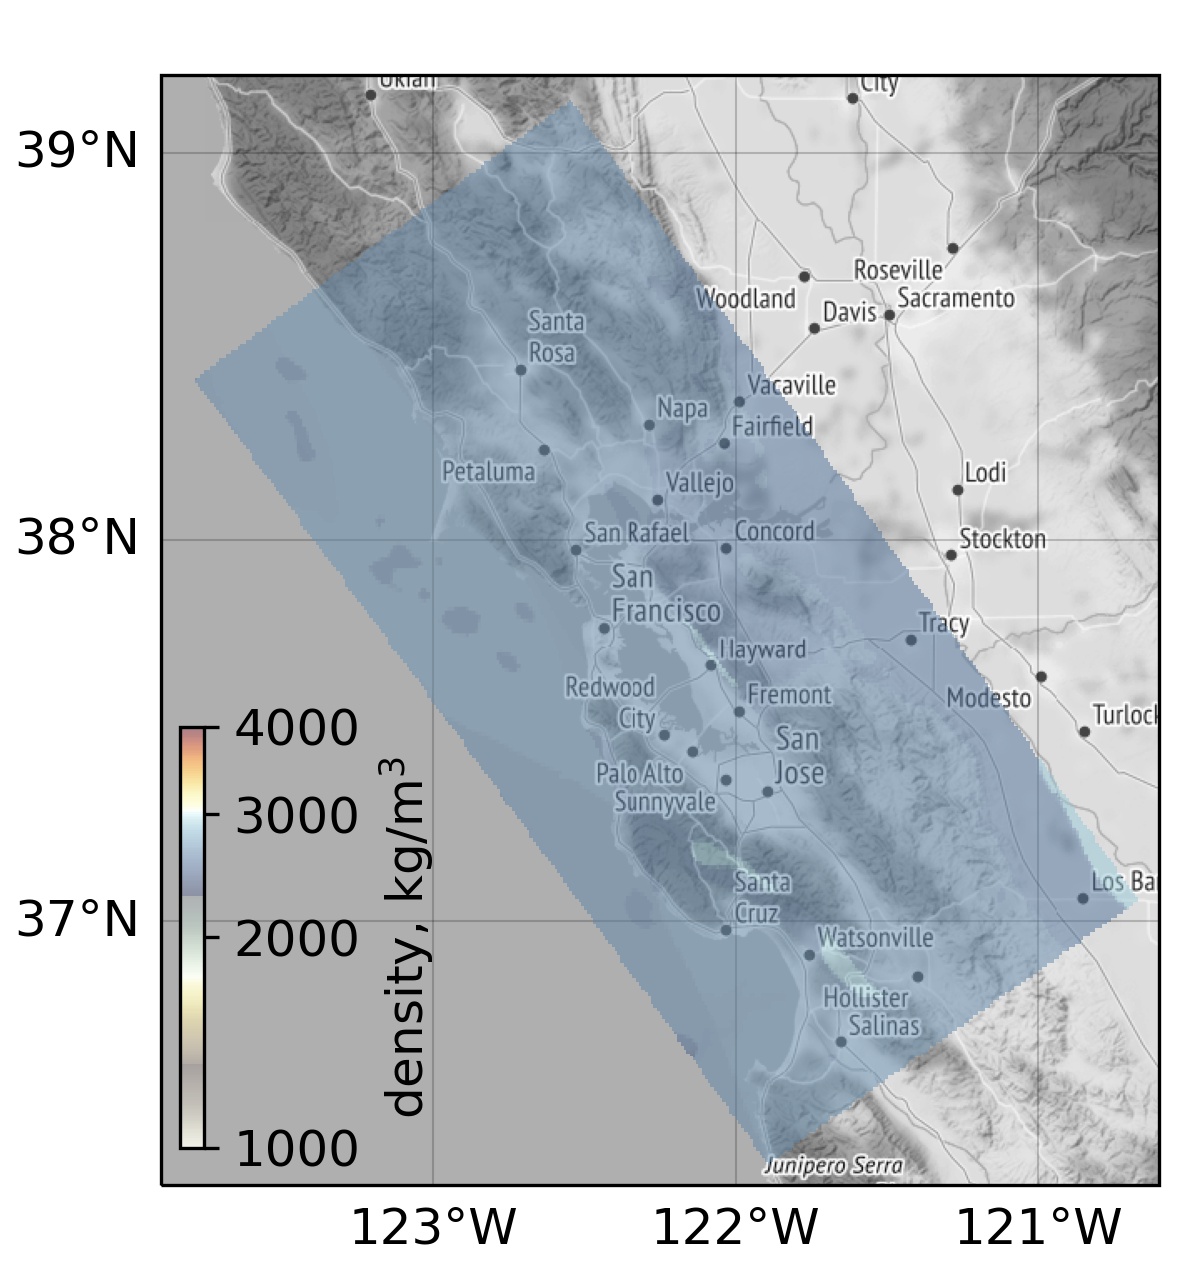 Ukiah
City
39°N
Roseville
Woodland
Sacramento
Davis
Santa
Rosa
Vacaville
Napa
Fairfield
Petaluma
Lodi
Vallejo
38°N
San Rafael
Concord
Stockton
San
Francisco
Tracy
Hayward
Redwood
City
Fremont
Modesto
Turlock
San
Jose
4000
Palo Alto
Sunnyvale
3000
density, kg/m³
Santa
Cruz
Los Ba
37°N
2000
Watsonville
Hollister
Salinas
1000
Junipero Serra
123°W
122°W
121°W